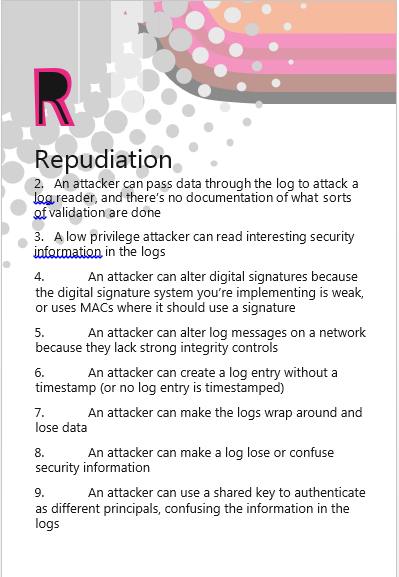 R
Repudiation
2. An attacker can pass data through the log to attack a
log reader, and there's no documentation of what sorts
of validation are done
3. A low privilege attacker can read interesting security
information in the logs
4. An attacker can alter digital signatures because
the digital signature system you're implementing is weak,
or uses MACs where it should use a signature
5. An attacker can alter log messages on a network
because they lack strong integrity controls
6. An attacker can create a log entry without a
timestamp (or no log entry is timestamped)
7. An attacker can make the logs wrap around and
lose data
8. An attacker can make a log lose or confuse
security information
9. An attacker can use a shared key to authenticate
as different principals, confusing the information in the
logs